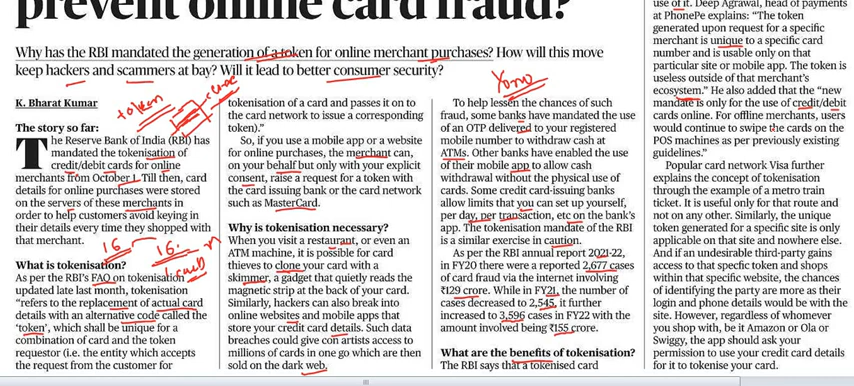 prevent online card fraud?
Why has the RBI mandated the generation of a token for online merchant purchases? How will this move
keep hackers and scammers at bay? Will it lead to better consumer security?
K. Bharat Kumar
token
The story so far:
The Reserve Bank of India (RBI) has
mandated the tokenisation of
credit/debit cards for online
merchants from October 1. Till then, card
details for online purchases were stored
on the servers of these merchants in
order to help customers avoid keying in
their details every time they shopped with
that merchant.
16
16
What is tokenisation?
As per the RBI's FAQ on tokenisation
updated late last month, tokenisation
“refers to the replacement of actual card
details with an alternative code called the
‘token’, which shall be unique for a
combination of card and the token
requestor (i.e. the entity which accepts
the request from the customer for
tokenisation of a card and passes it on to
the card network to issue a corresponding
token).”
So, if you use a mobile app or a website
for online purchases, the merchant can,
on your behalf but only with your explicit
consent, raise a request for a token with
the card issuing bank or the card network
such as MasterCard.
Why is tokenisation necessary?
When you visit a restaurant, or even an
ATM machine, it is possible for card
thieves to clone your card with a
skimmer, a gadget that quietly reads the
magnetic strip at the back of your card.
Similarly, hackers can also break into
online websites and mobile apps that
store your credit card details. Such data
breaches could give con artists access to
millions of cards in one go which are then
sold on the dark web.
Yono
To help lessen the chances of such
fraud, some banks have mandated the use
of an OTP delivered to your registered
mobile number to withdraw cash at
ATMs. Other banks have enabled the use
of their mobile app to allow cash
withdrawal without the physical use of
cards. Some credit card-issuing banks
allow limits that you can set up yourself,
per day, per transaction, etc on the bank's
app. The tokenisation mandate of the RBI
is a similar exercise in caution.
As per the RBI annual report 2021-22,
in FY20 there were a reported 2,677 cases
of card fraud via the internet involving
₹129 crore. While in FY21, the number of
cases decreased to 2,545, it further
increased to 3,596 cases in FY22 with the
amount involved being ₹155 crore.
What are the benefits of tokenisation?
The RBI says that a tokenised card
use of it. Deep Agrawal, head of payments
at PhonePe explains: “The token
generated upon request for a specific
merchant is unique to a specific card
number and is usable only on that
particular site or mobile app. The token is
useless outside of that merchant's
ecosystem.” He also added that the “new
mandate is only for the use of credit/debit
cards online. For offline merchants, users
would continue to swipe the cards on the
POS machines as per previously existing
guidelines.”
Popular card network Visa further
explains the concept of tokenisation
through the example of a metro train
ticket. It is useful only for that route and
not on any other. Similarly, the unique
token generated for a specific site is only
applicable on that site and nowhere else.
And if an undesirable third-party gains
access to that specific token and shops
within that specific website, the chances
of identifying the party are more as their
login and phone details would be with the
site. However, regardless of whomever
you shop with, be it Amazon or Ola or
Swiggy, the app should ask your
permission to use your credit card details
for it to tokenise your card.